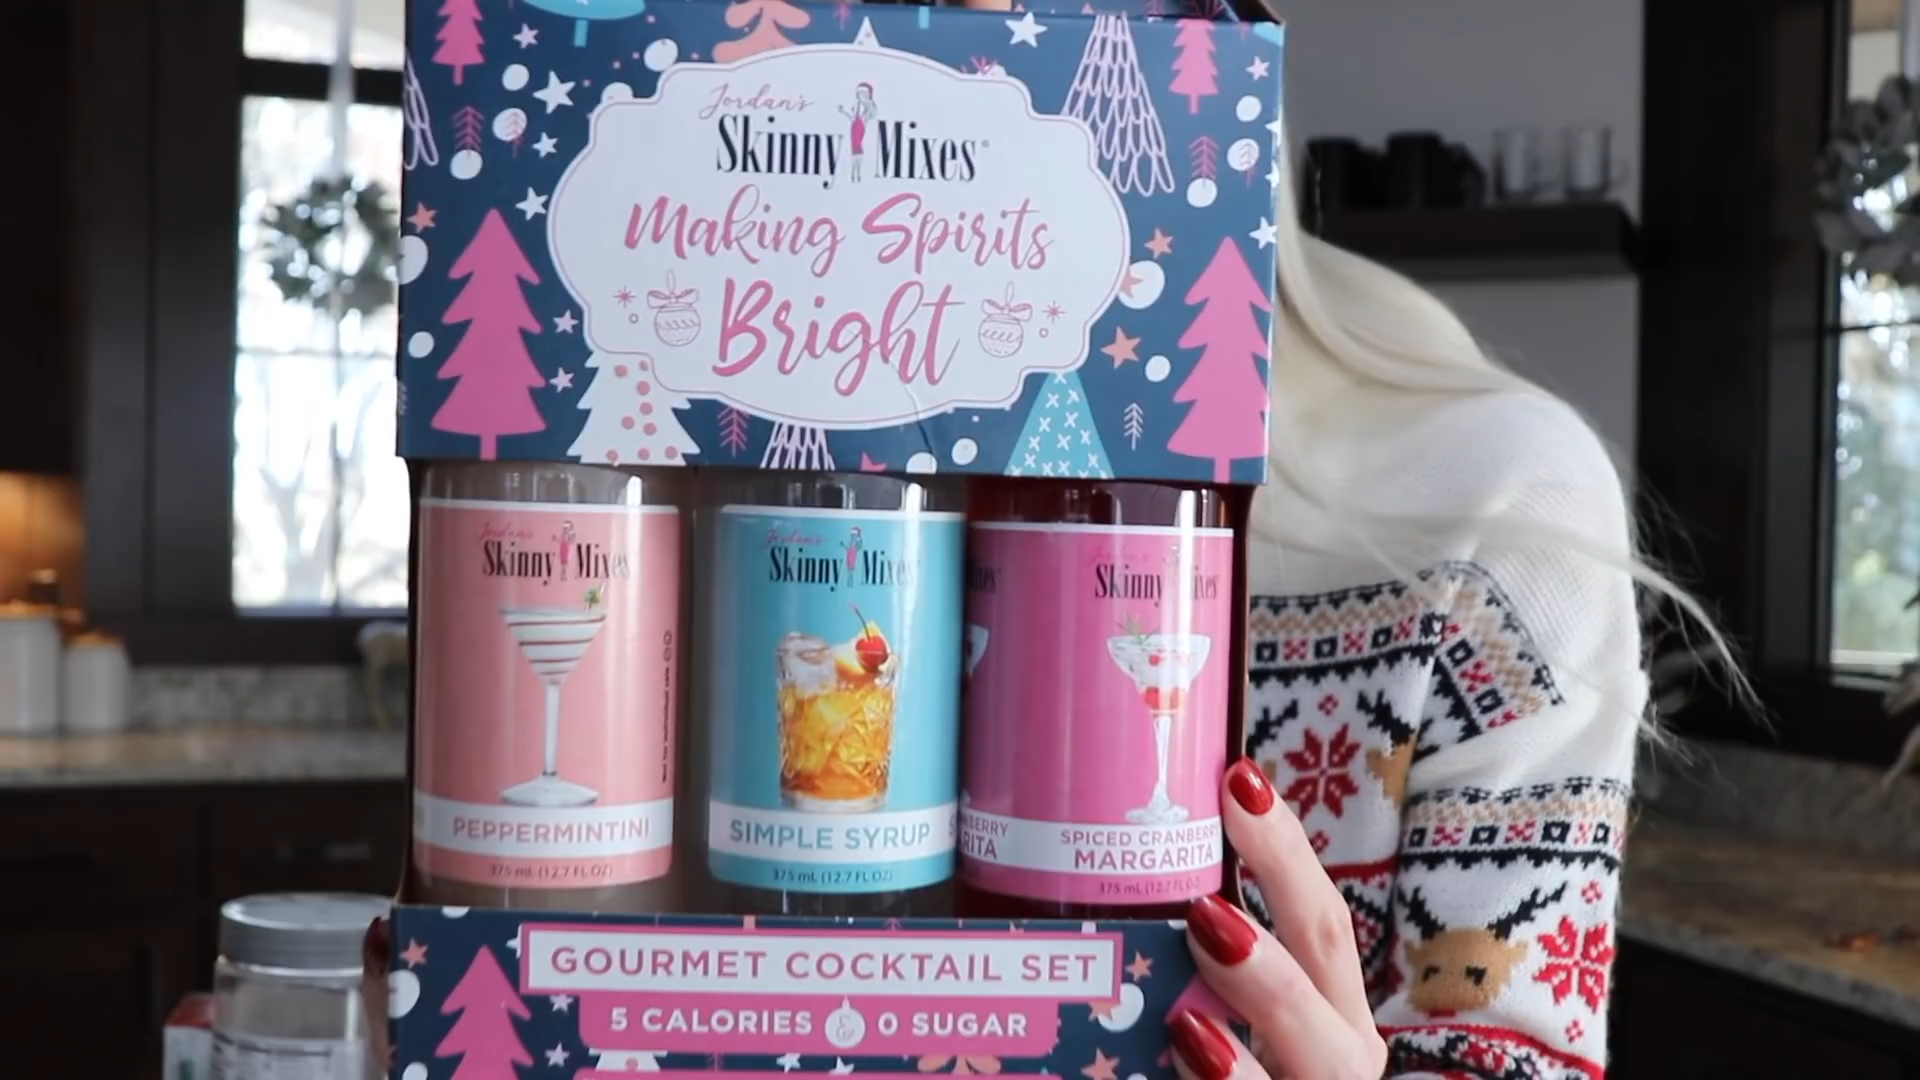 Jordan's
Skinny Mixes
Making Spirits
Bright
Jordan's
Skinny Mixes
PEPPERMINTINI
375 mL (12.7 FL OZ)
Jordan's
Skinny Mixes
SIMPLE SYRUP
375 mL (12.7 FL OZ)
Skinny Mixes
SPICED CRANBERRY
MARGARITA
375 mL (12.7 FL OZ)
GOURMET COCKTAIL SET
5 CALORIES & 0 SUGAR